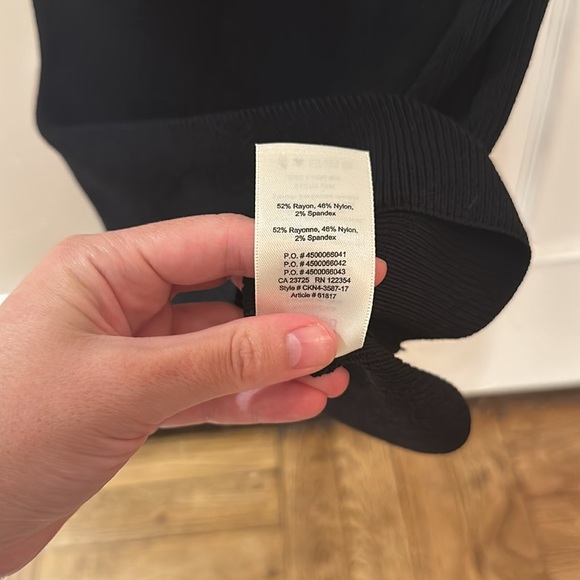 52% Rayon, 46% Nylon,
2% Spandex
52% Rayonne, 46% Nylon,
2% Spandex
P.O. # 4500066041
P.O. # 4500066042
P.O. # 4500066043
CA 23725 RN 122354
Style # CKN4-3587-17
Article # 61817